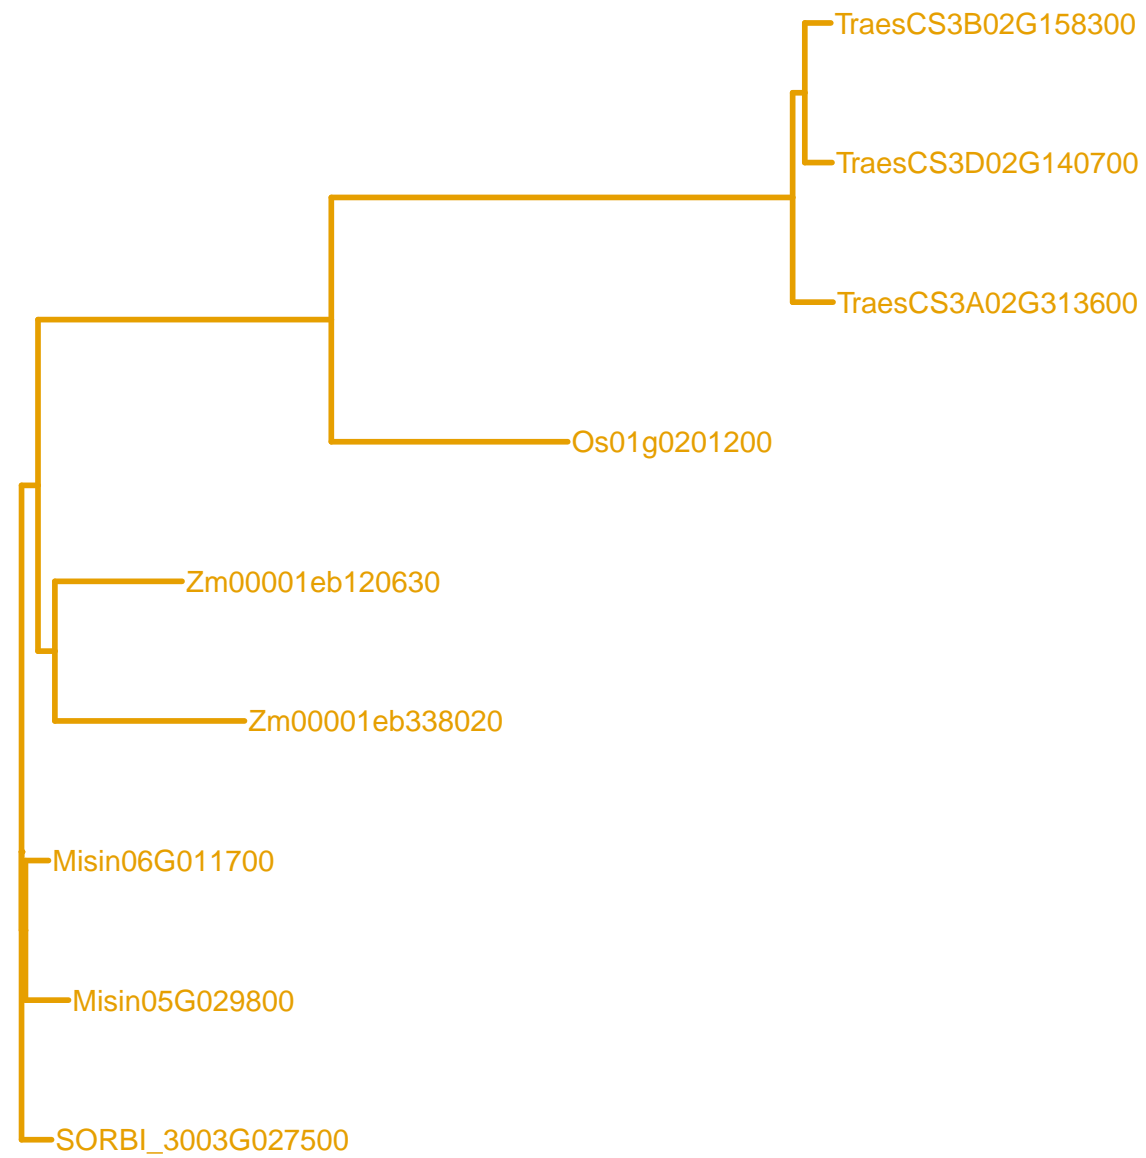 TraesCS3B02G158300
TraesCS3D02G140700
TraesCS3A02G313600
Os01g0201200
Zm00001eb120630
Zm00001eb338020
Misin06G011700
Misin05G029800
SORBI_3003G027500